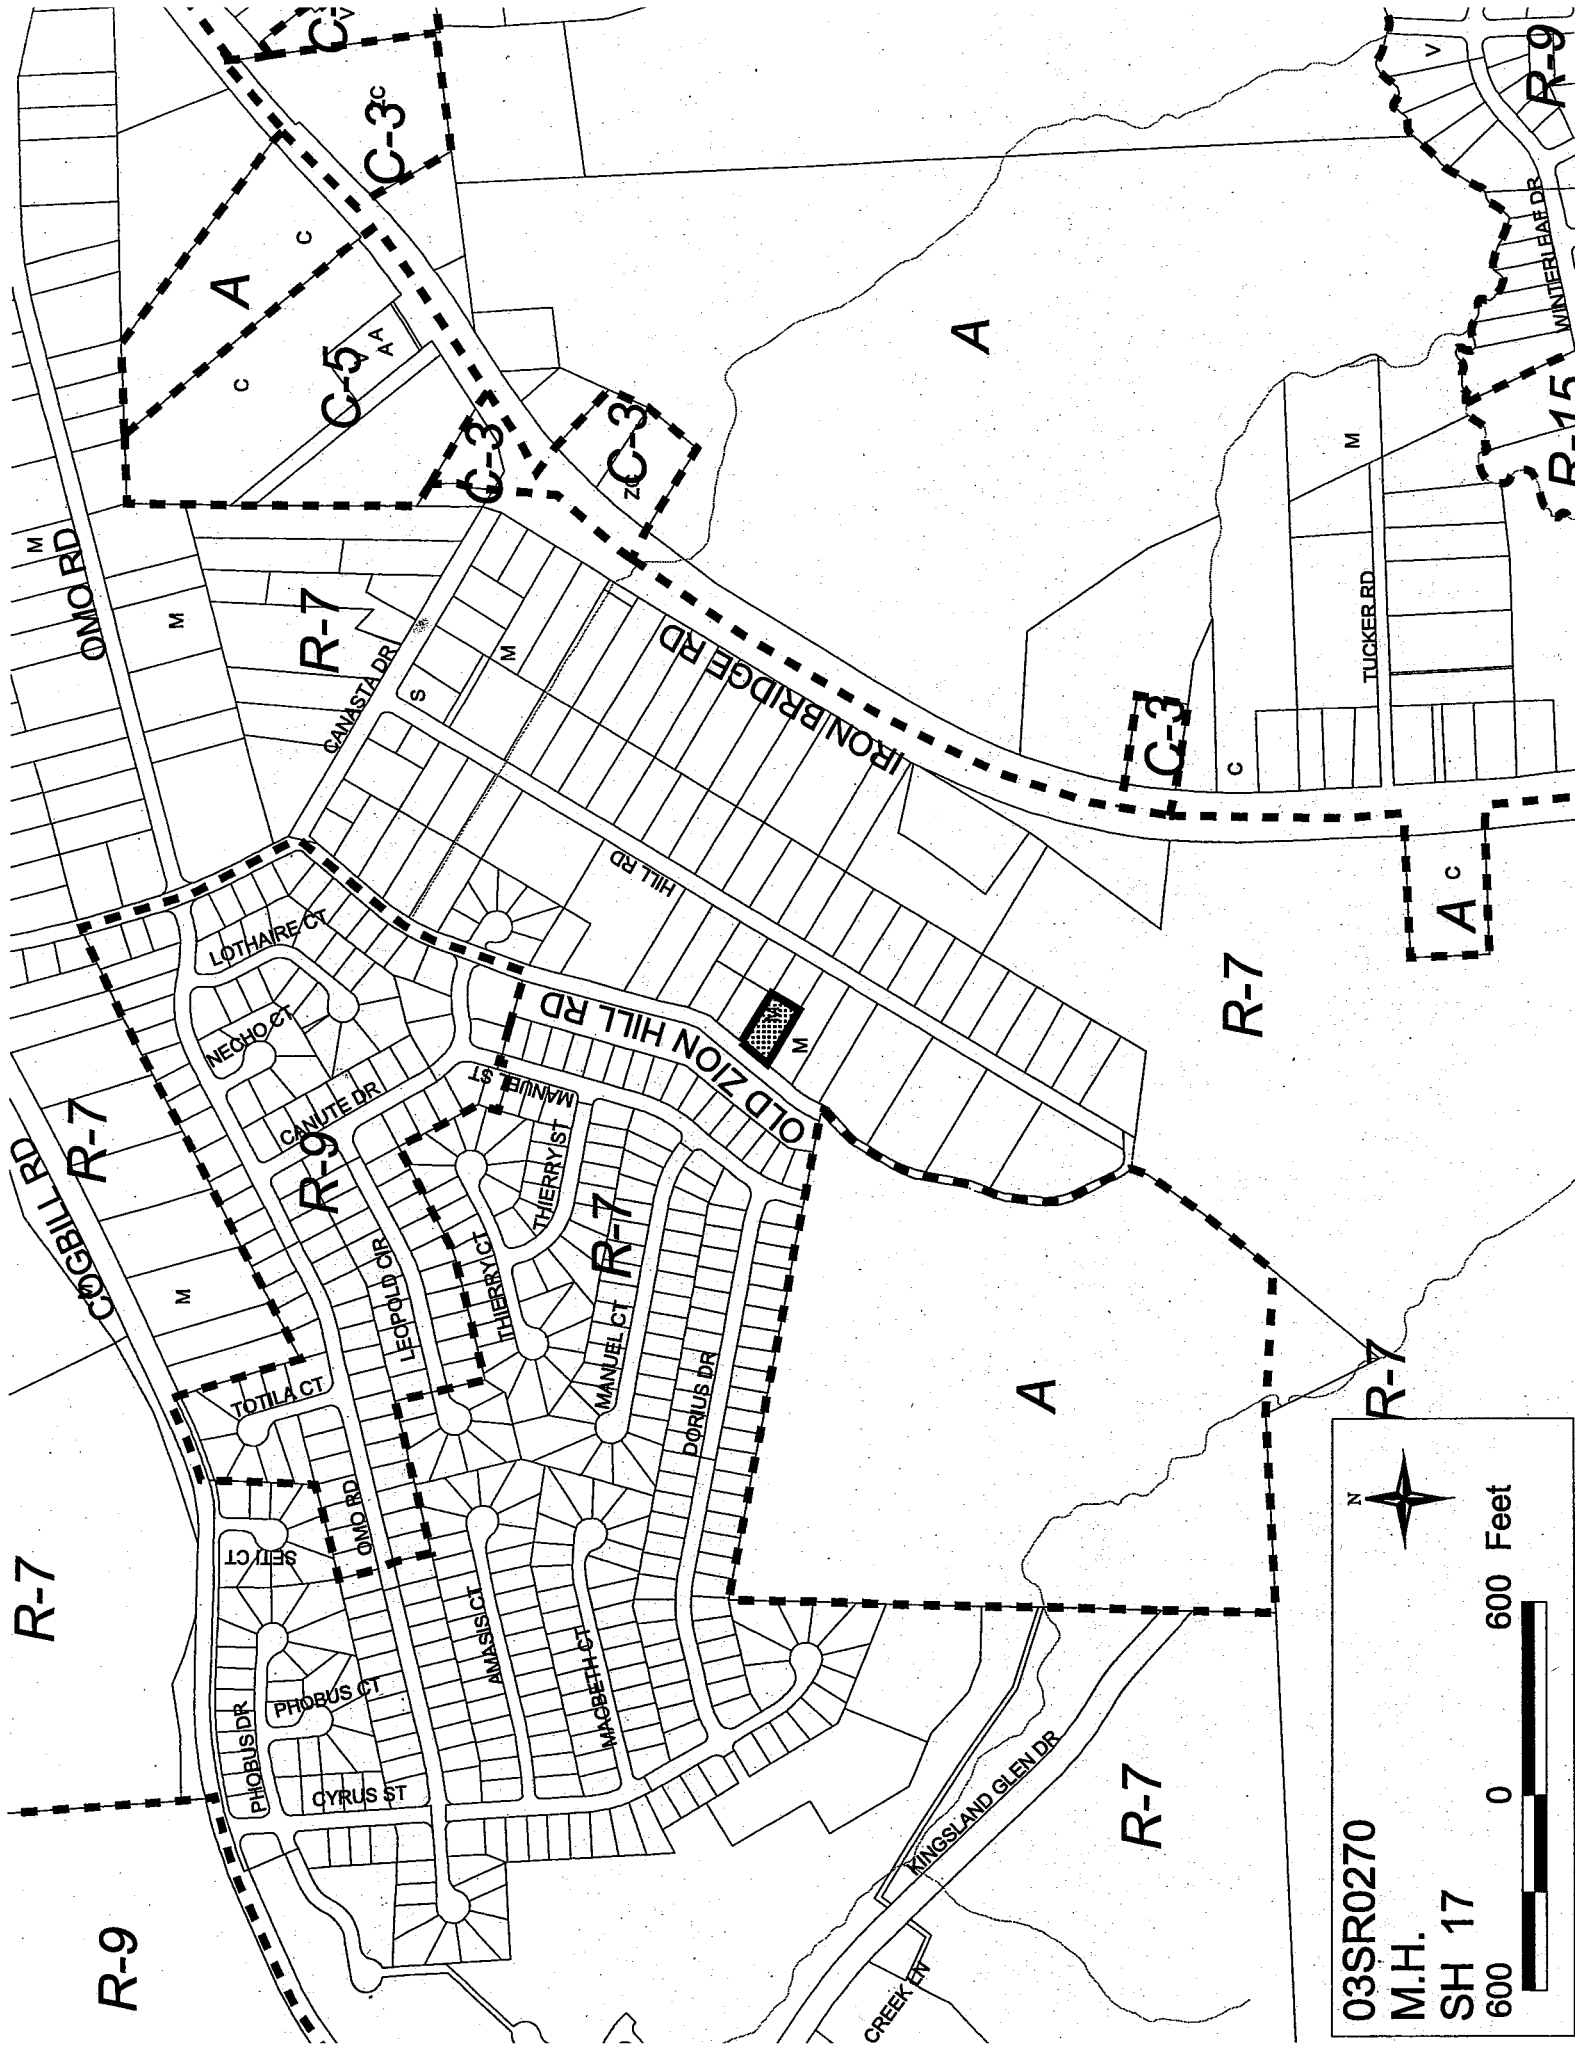 R-9
R-7
COGBILL RD
R-7
M
OMO RD
M
M
A
C
C
C-5
V
A
A
C-3
C-3
ZC
C-
V
C-3
ZC
R-7
CANASTA DR
S
M
PHOBUS DR
SETI CT
PHOBUS CT
CYRUS ST
TOTILA CT
OMO RD
NECHO CT
LOTHAIRE CT
CANUTE DR
R-9
LEOPOLD CIR
THIERRY CT
THIERRY ST
MANUEL ST
R-7
MANUEL CT
AMASIS CT
MACBETH CT
DORIUS DR
OLD ZION HILL RD
HILL RD
IRON BRIDGE RD
M
M
A
A
KINGSLAND GLEN DR
CREEK LN
R-7
R-7
R-7
C-3
C
A
C
TUCKER RD
M
V
R-9
WINTERLEAF DR
R-15
03SR0270
M.H.
SH 17
600 0 600 Feet
N